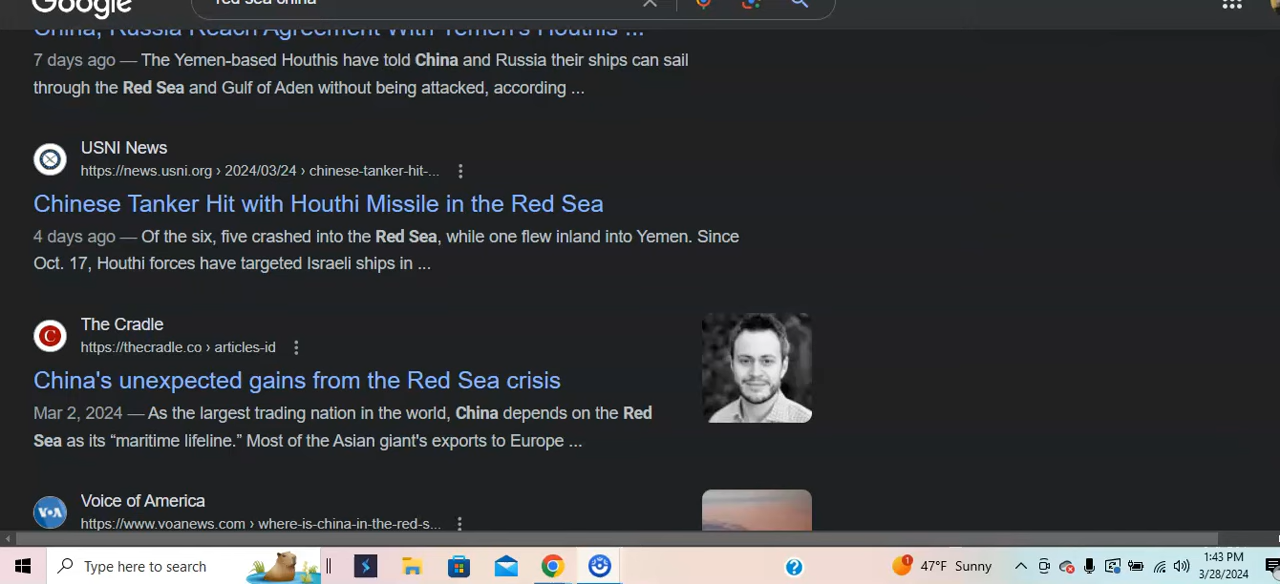 Google red sea china
China, Russia Reach Agreement With Yemen's Houthis ...
7 days ago — The Yemen-based Houthis have told China and Russia their ships can sail
through the Red Sea and Gulf of Aden without being attacked, according ...
USNI News
https://news.usni.org › 2024/03/24 › chinese-tanker-hit-...
Chinese Tanker Hit with Houthi Missile in the Red Sea
4 days ago — Of the six, five crashed into the Red Sea, while one flew inland into Yemen. Since
Oct. 17, Houthi forces have targeted Israeli ships in ...
C
The Cradle
https://thecradle.co › articles-id
China's unexpected gains from the Red Sea crisis
Mar 2, 2024 — As the largest trading nation in the world, China depends on the Red
Sea as its “maritime lifeline.” Most of the Asian giant's exports to Europe ...
Voice of America
VOA
https://www.voanews.com › where-is-china-in-the-red-s...
Type here to search
1
47°F Sunny
1:43 PM
3/28/2024